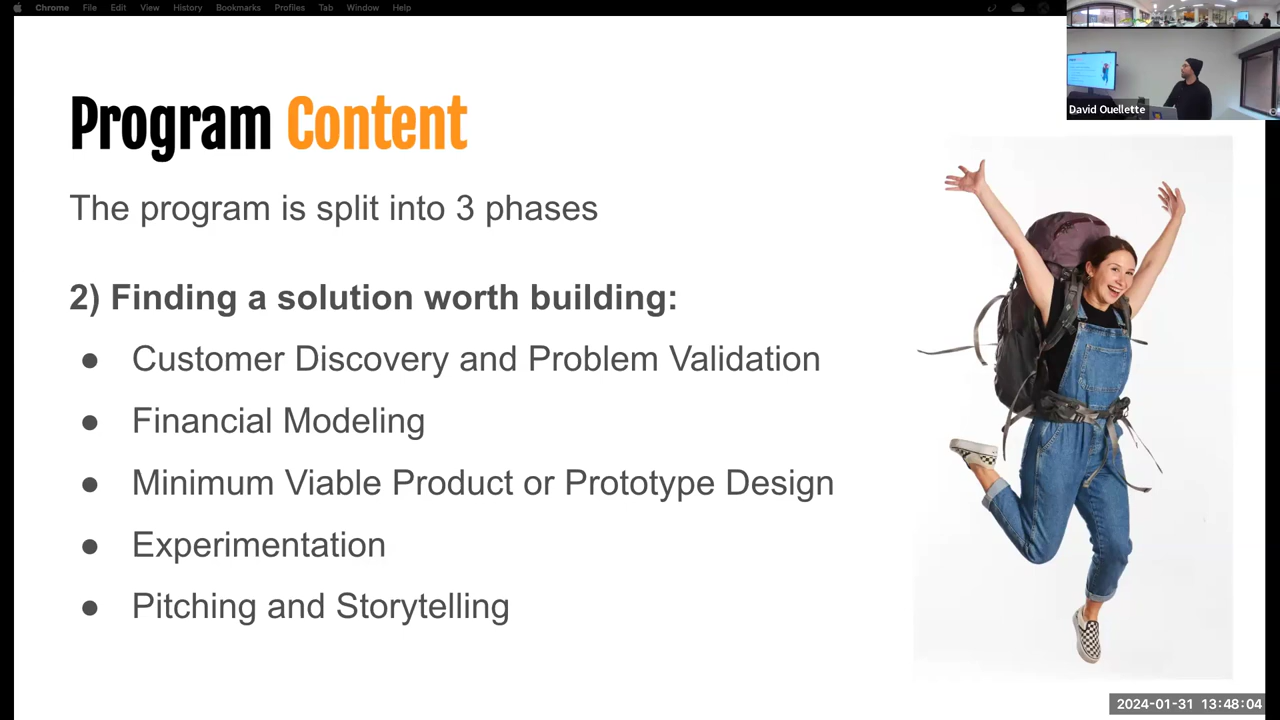 Chrome File Edit View History Bookmarks Profiles Tab Window Help
David Ouellette
Program Content
The program is split into 3 phases
2) Finding a solution worth building:
● Customer Discovery and Problem Validation
● Financial Modeling
● Minimum Viable Product or Prototype Design
● Experimentation
● Pitching and Storytelling
2024-01-31 13:48:04